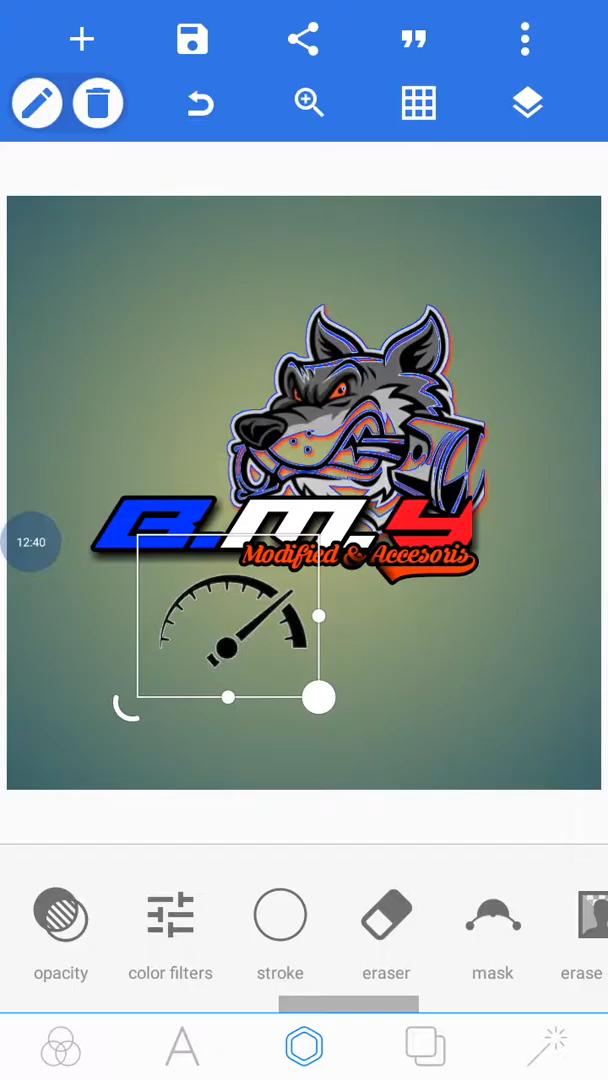 12:40
B.M.Y
Modified & Accesoris
opacity
color filters
stroke
eraser
mask
erase